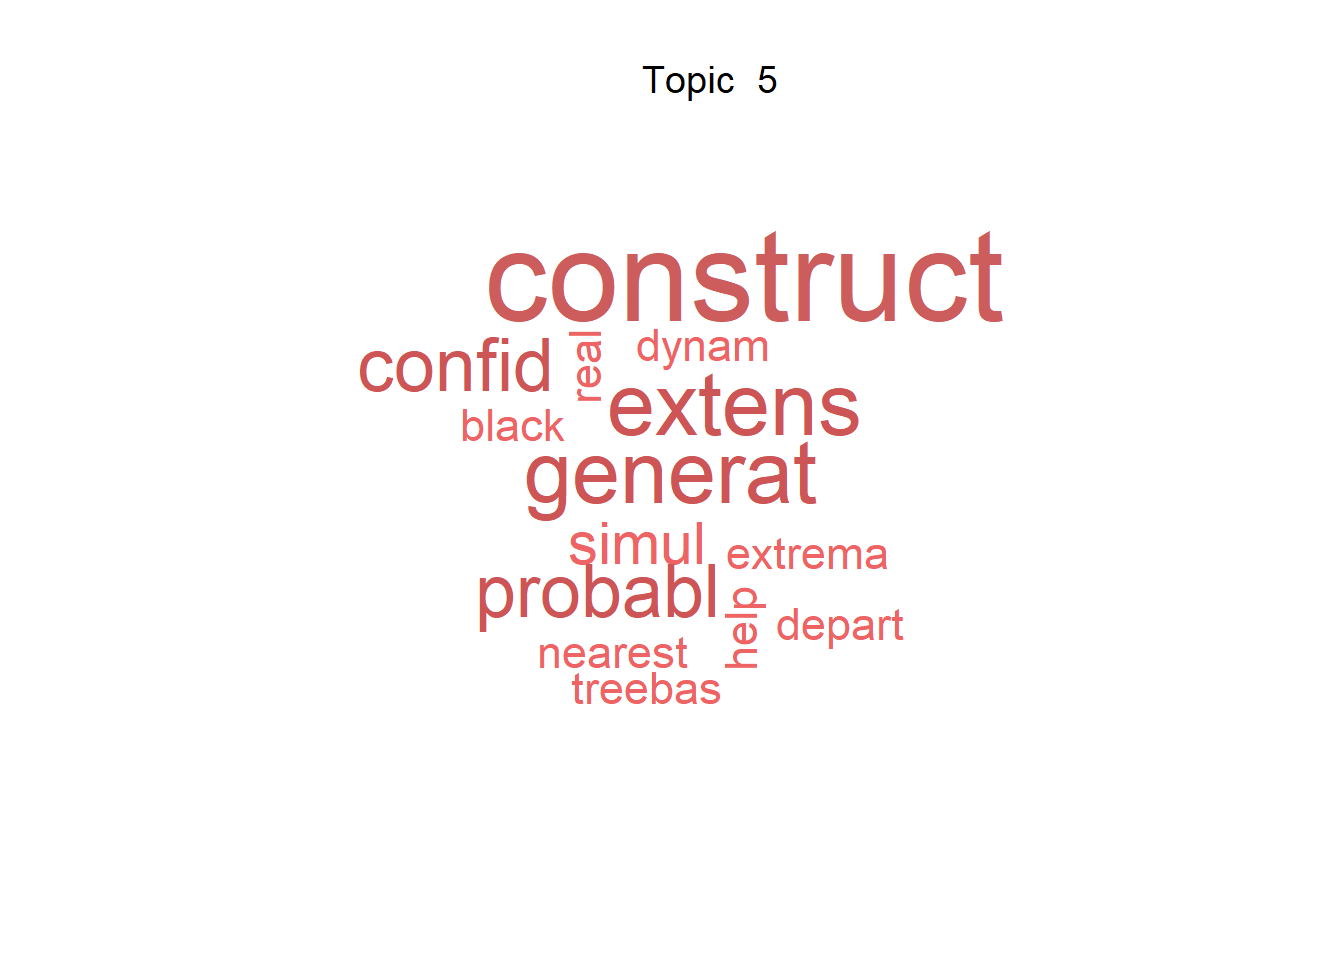 Topic 5
construct
confid
real
dynam
extens
black
generat
simul
extrema
probabl
help
depart
nearest
treebas